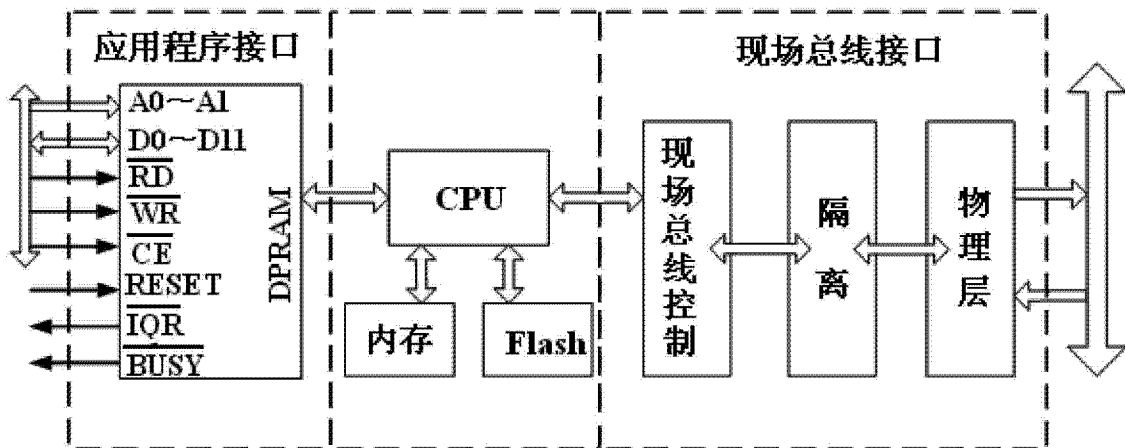 应用程序接口
现场总线接口
A0～A1
D0～D11
RD
WR
CE
RESET
IQR
BUSY
DPRAM
CPU
内存
Flash
现场总线控制
隔离
物理层